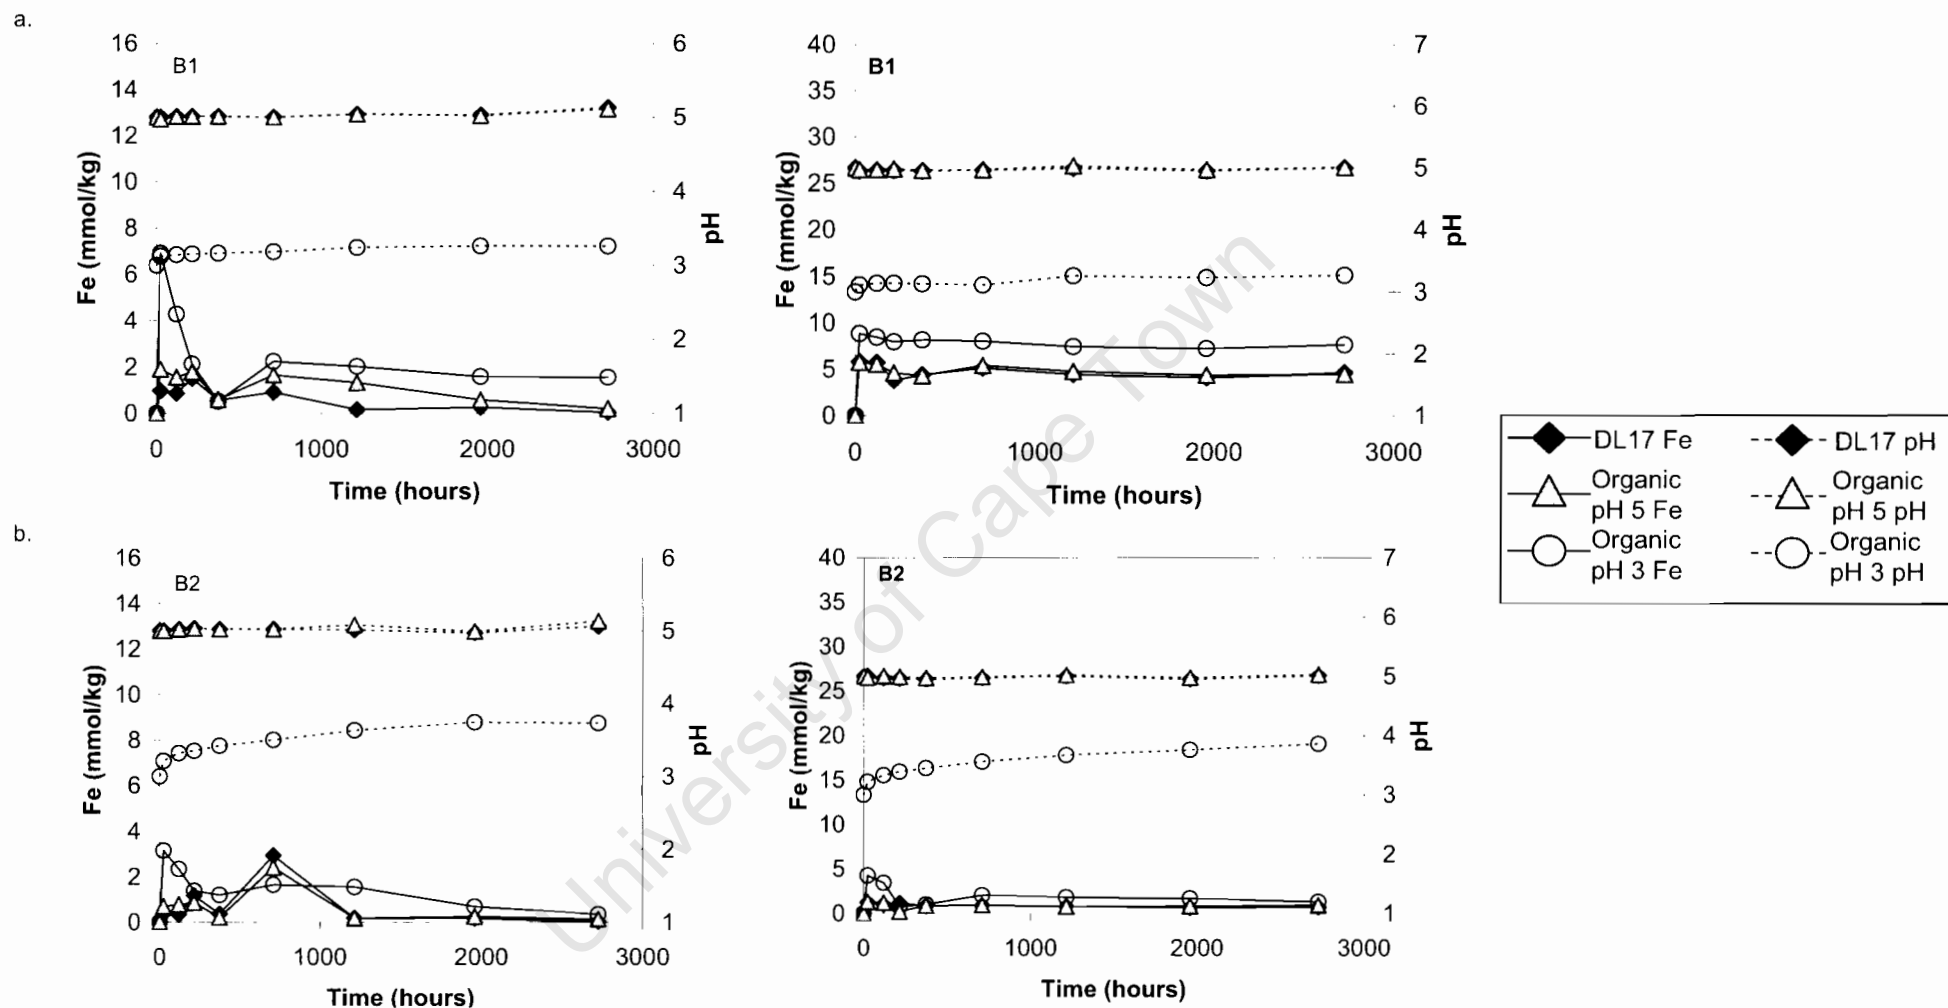 a.
16
14
12
10
8
6
4
2
0
B1
6
5
4
3
2
1
Fe (mmol/kg)
pH
0 1000 2000 3000
Time (hours)
40
35
30
25
20
15
10
5
0
B1
7
6
5
4
3
2
1
Fe (mmol/kg)
pH
0 1000 2000 3000
Time (hours)
DL17 Fe
DL17 pH
Organic
pH 5 Fe
Organic
pH 5 pH
Organic
pH 3 Fe
Organic
pH 3 pH
b.
16
14
12
10
8
6
4
2
0
B2
6
5
4
3
2
1
Fe (mmol/kg)
pH
0 1000 2000 3000
Time (hours)
40
35
30
25
20
15
10
5
0
B2
7
6
5
4
3
2
1
Fe (mmol/kg)
pH
0 1000 2000 3000
Time (hours)
University of Cape Town